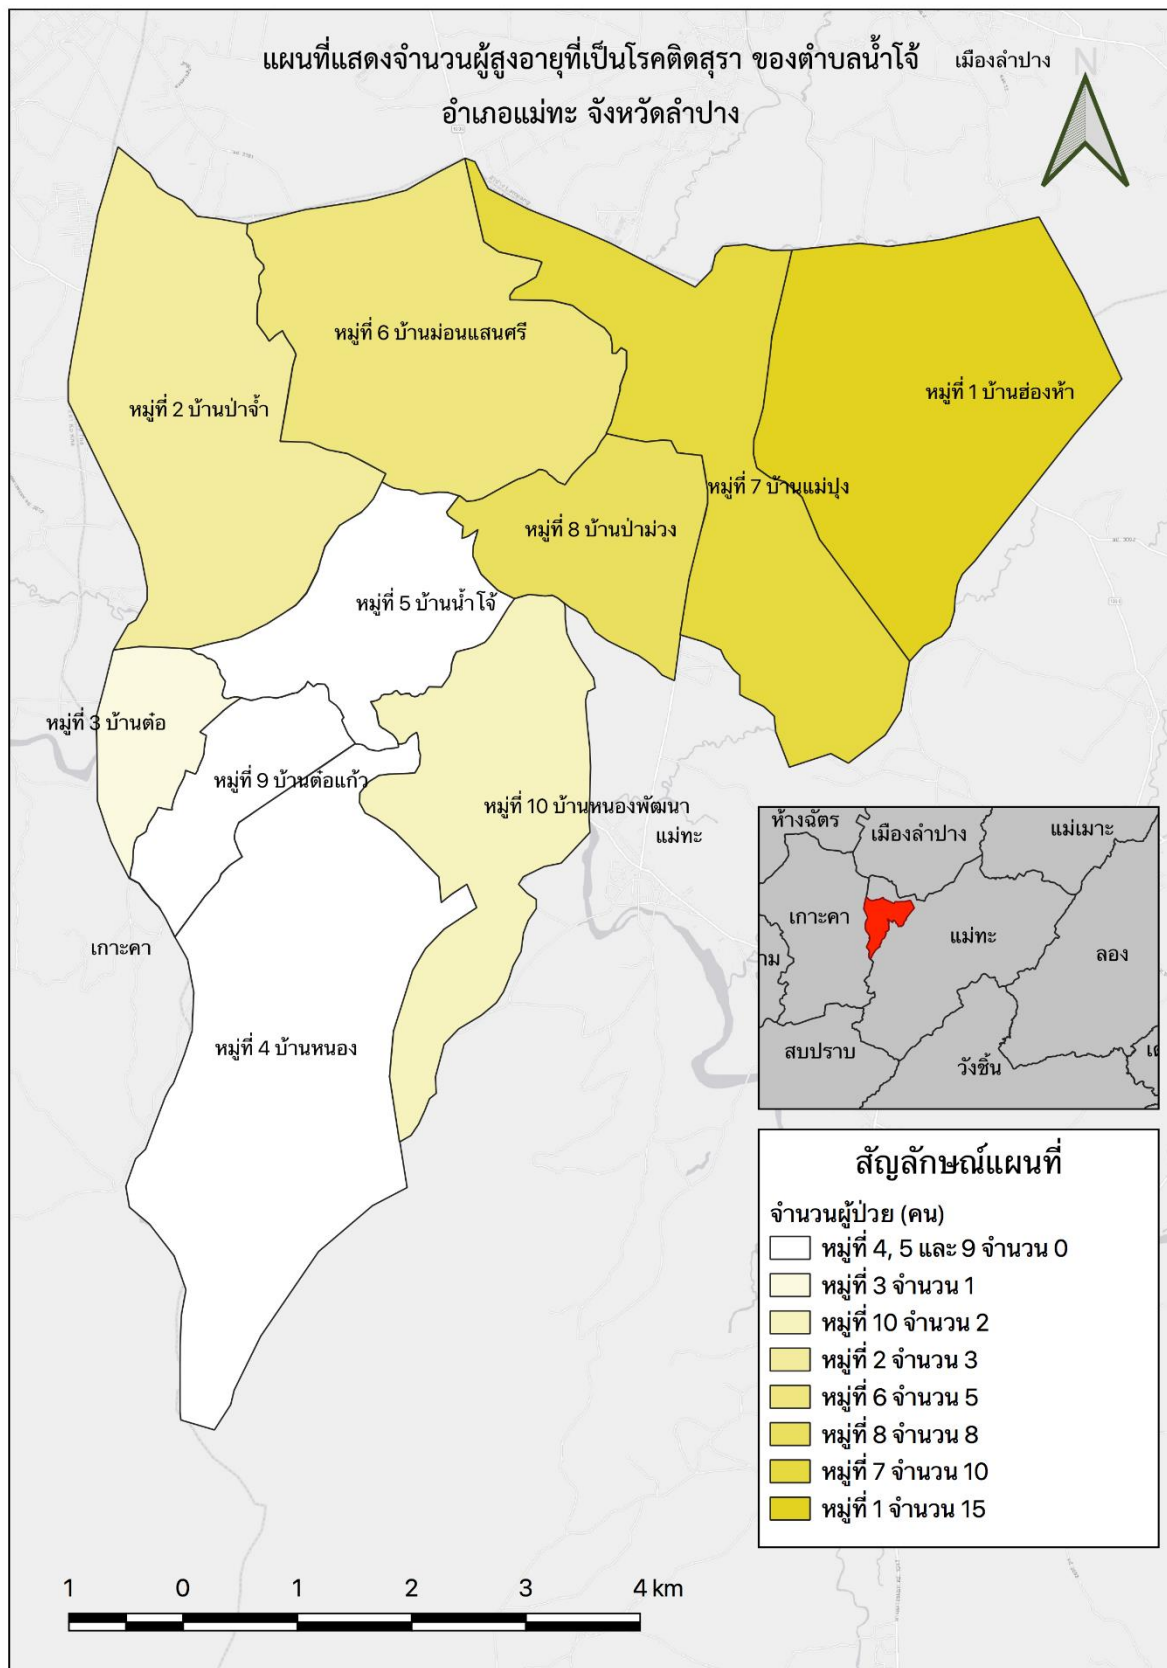 แผนที่แสดงจำนวนผู้สูงอายุที่เป็นโรคติดสุรา ของตำบลน้ำโจ้
อำเภอแม่ทะ จังหวัดลำปาง
เมืองลำปาง
N
หมู่ที่ 6 บ้านม่อนแสนศรี
หมู่ที่ 1 บ้านฮ่องห้า
หมู่ที่ 2 บ้านป่าจ้ำ
หมู่ที่ 7 บ้านแม่ปุง
หมู่ที่ 8 บ้านป่าม่วง
หมู่ที่ 5 บ้านน้ำโจ้
หมู่ที่ 3 บ้านต๋อ
หมู่ที่ 9 บ้านต๋อแก้ว
หมู่ที่ 10 บ้านหนองพัฒนา
แม่ทะ
เกาะคา
หมู่ที่ 4 บ้านหนอง
ห้างฉัตร
เมืองลำปาง
แม่เมาะ
เกาะคา
แม่ทะ
ลอง
สบปราบ
วังชิ้น
สัญลักษณ์แผนที่
จำนวนผู้ป่วย (คน)
หมู่ที่ 4, 5 และ 9 จำนวน 0
หมู่ที่ 3 จำนวน 1
หมู่ที่ 10 จำนวน 2
หมู่ที่ 2 จำนวน 3
หมู่ที่ 6 จำนวน 5
หมู่ที่ 8 จำนวน 8
หมู่ที่ 7 จำนวน 10
หมู่ที่ 1 จำนวน 15
1 0 1 2 3 4 km